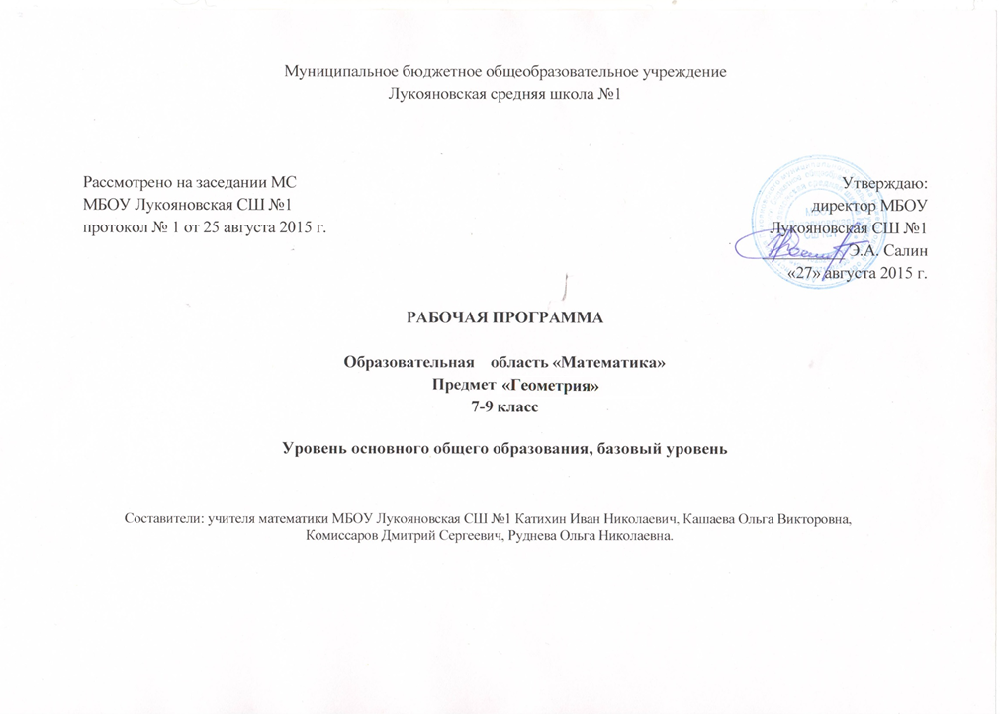 Муниципальное бюджетное общеобразовательное учреждение
Лукояновская средняя школа №1
Рассмотрено на заседании МС
МБОУ Лукояновская СШ №1
протокол № 1 от 25 августа 2015 г.
Утверждаю:
директор МБОУ
Лукояновская СШ №1
Э.А. Салин
«27» августа 2015 г.
РАБОЧАЯ ПРОГРАММА
Образовательная область «Математика»
Предмет «Геометрия»
7-9 класс
Уровень основного общего образования, базовый уровень
Составители: учителя математики МБОУ Лукояновская СШ №1 Катихин Иван Николаевич, Кашаева Ольга Викторовна,
Комиссаров Дмитрий Сергеевич, Руднева Ольга Николаевна.